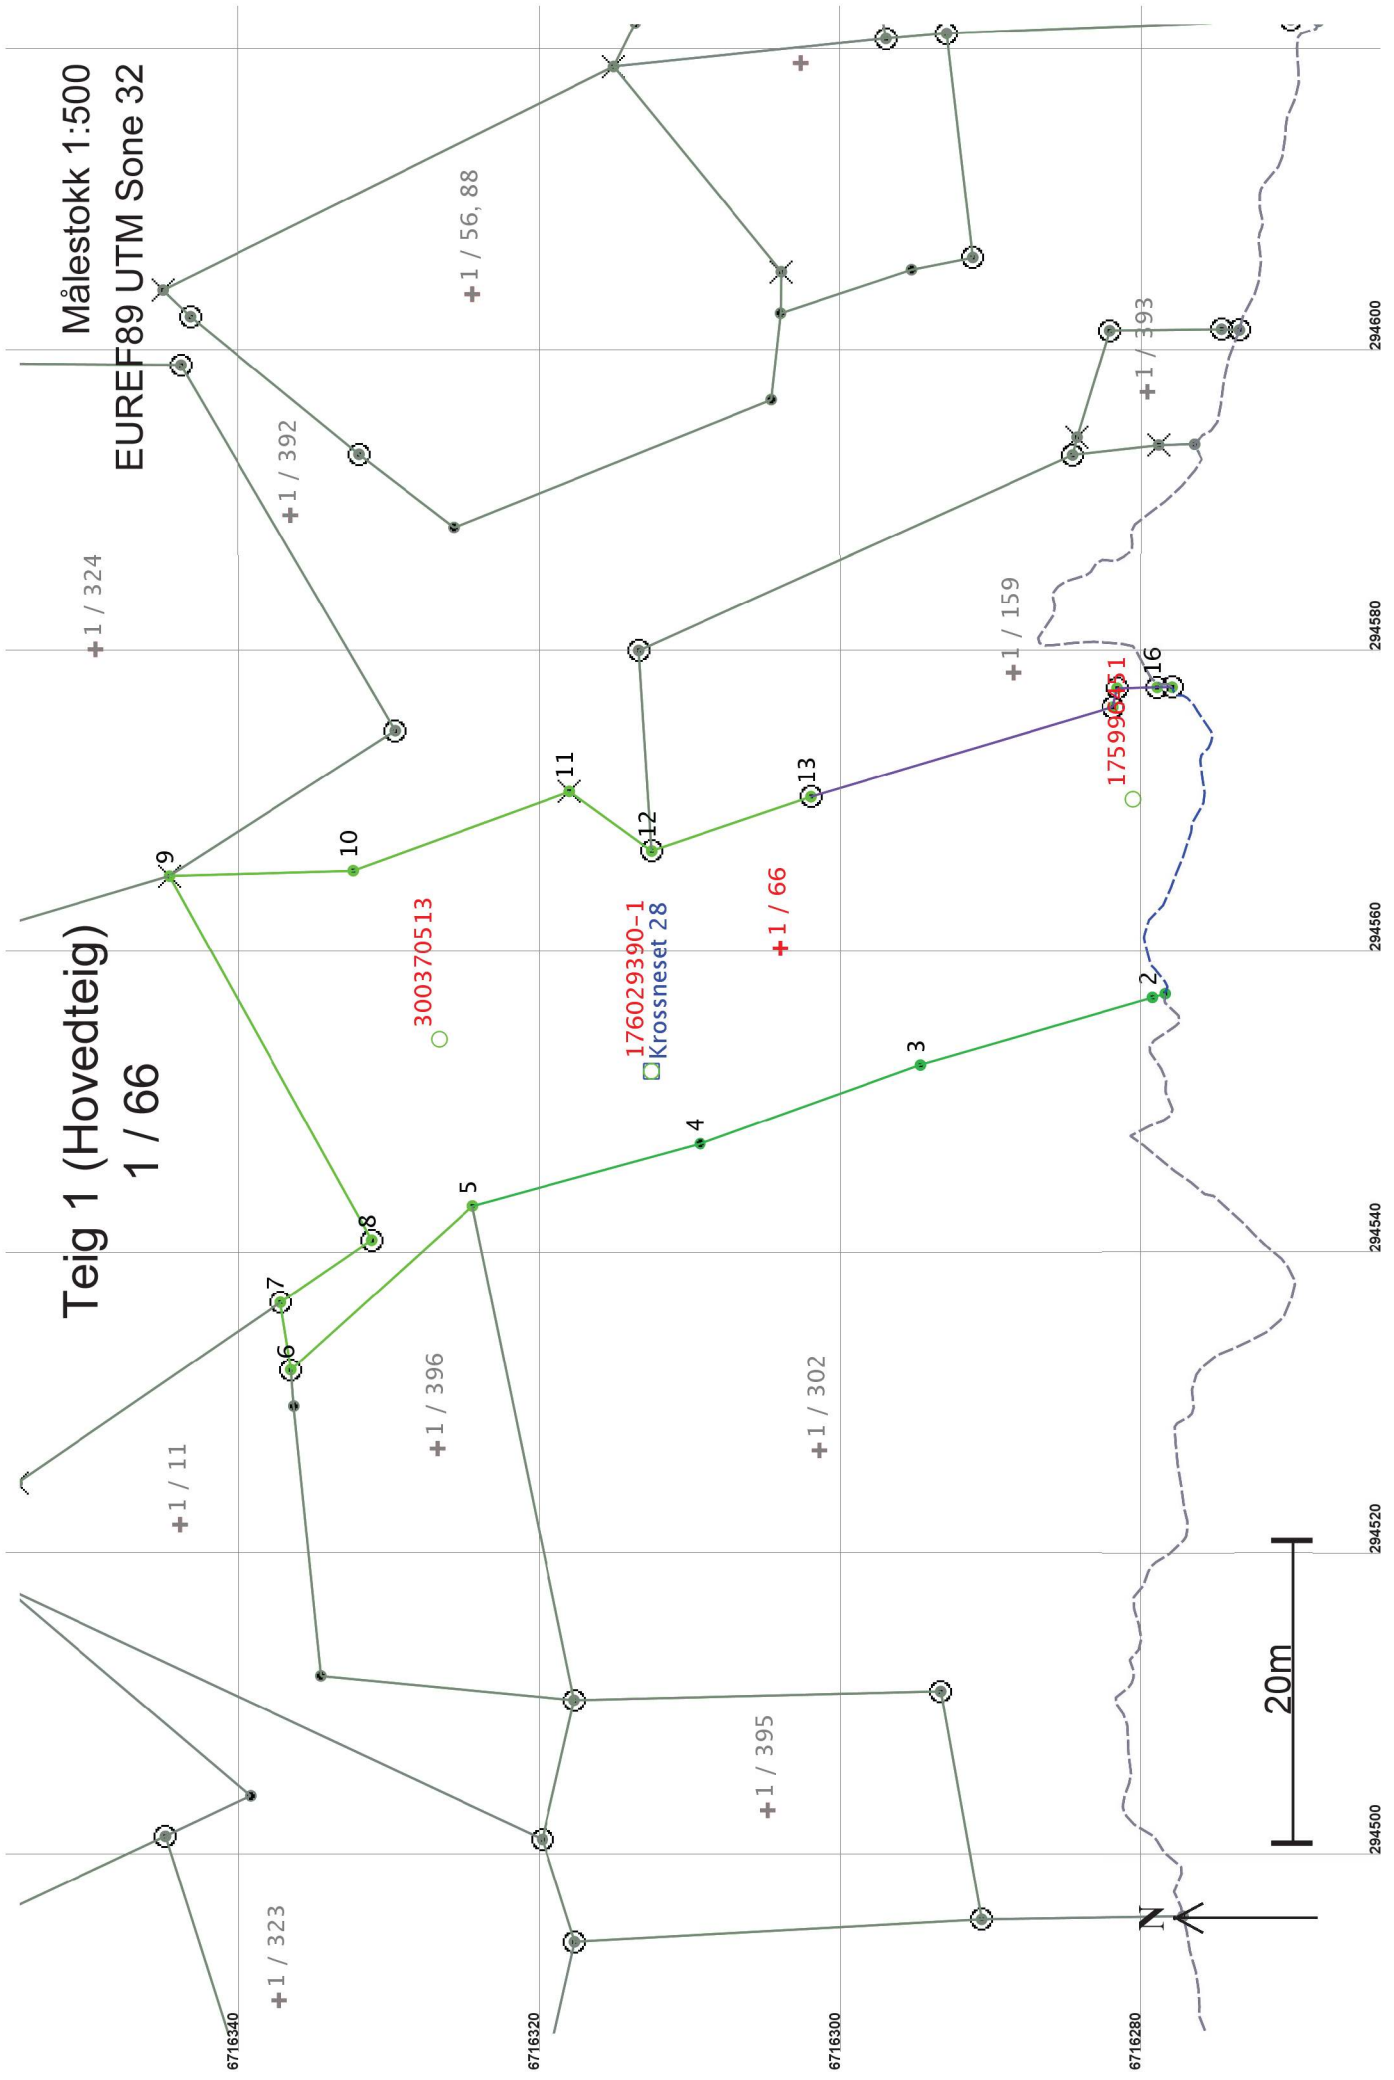 Målestokk 1:500
EUREF89 UTM Sone 32
Teig 1 (Hovedteig)
1 / 66
1 / 324
1 / 392
1 / 56, 88
1 / 11
1 / 323
1 / 396
1 / 302
1 / 395
1 / 159
1 / 393
9
10
11
12
13
16
2
3
4
5
6
7
8
300370513
176029390-1
Krossneset 28
1 / 66
6716340
6716320
6716300
6716280
294500
294520
294540
294560
294580
294600
20m
N